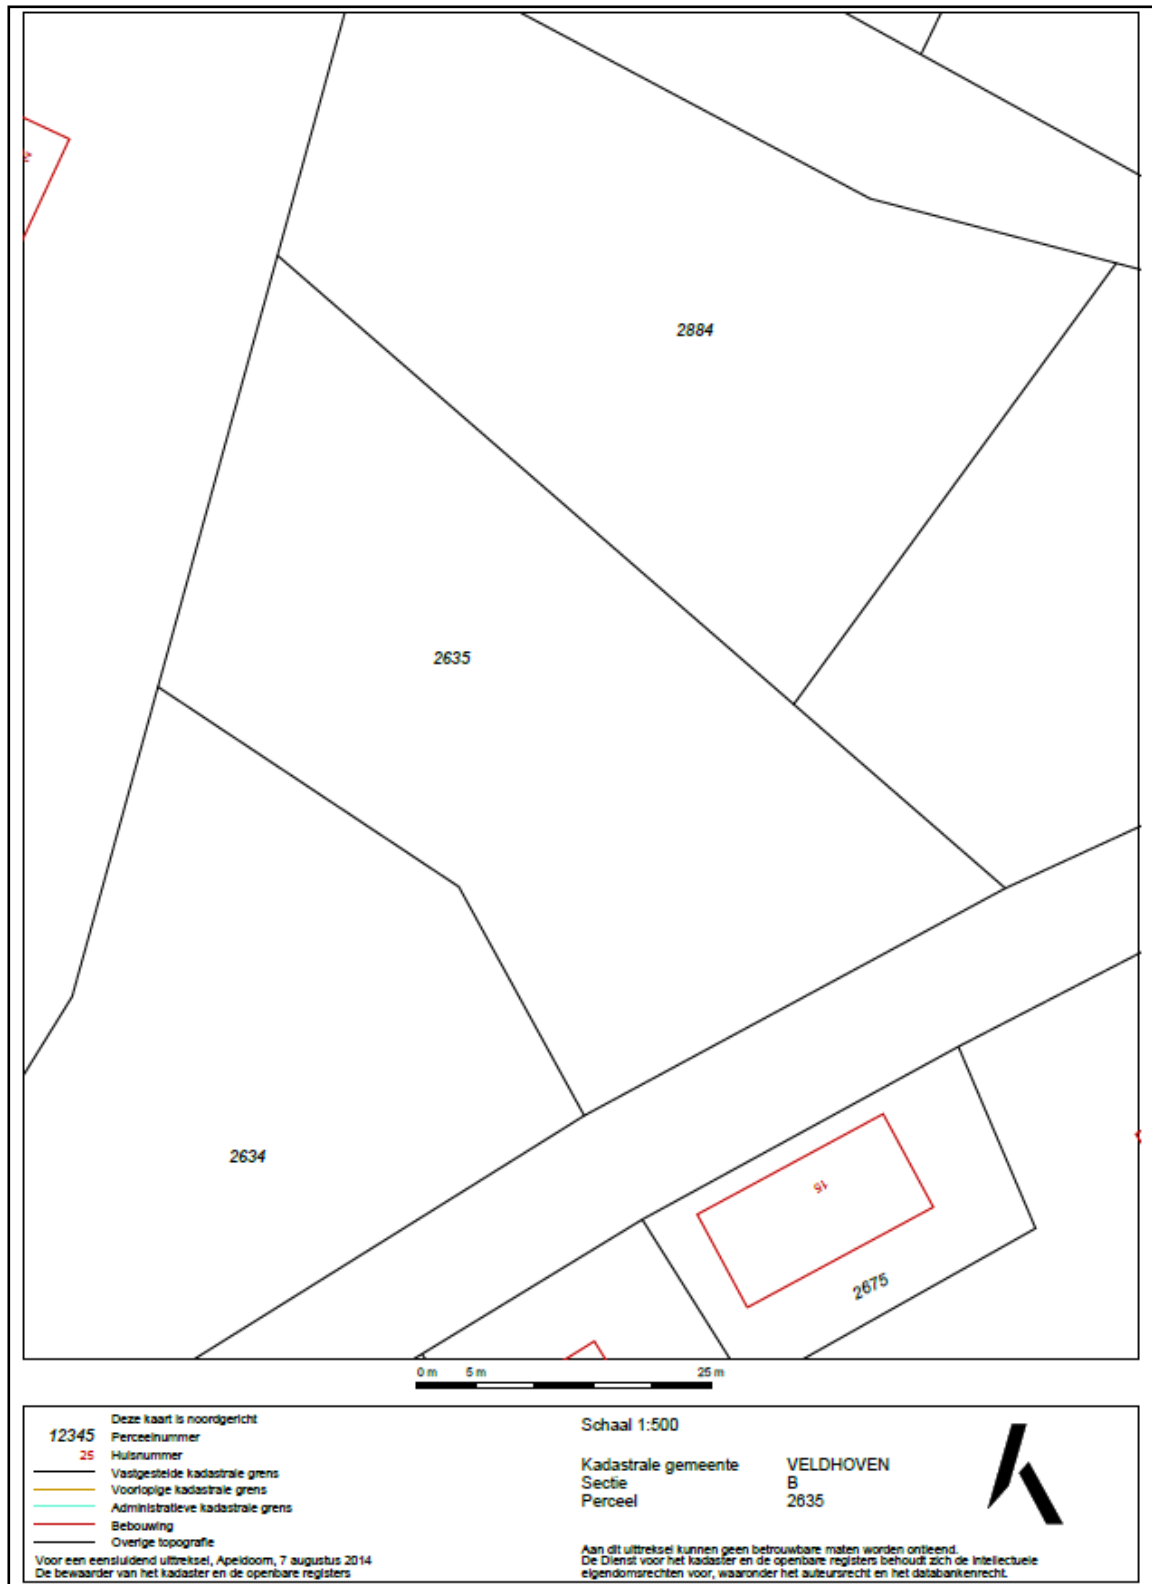 2884
2635
2634
15
2675
0 m 5 m 25 m
Deze kaart is noordgericht
12345 Perceelnummer
25 Huisnummer
Vastgestelde kadastrale grens
Voorlopige kadastrale grens
Administratieve kadastrale grens
Bebouwing
Overige topografie
Voor een eensluidend uittreksel, Apeldoorn, 7 augustus 2014
De bewaarder van het kadaster en de openbare registers
Schaal 1:500
Kadastrale gemeente VELDHOVEN
Sectie B
Perceel 2635
Aan dit uittreksel kunnen geen betrouwbare maten worden ontleend.
De Dienst voor het kadaster en de openbare registers behoudt zich de intellectuele
eigendomsrechten voor, waaronder het auteursrecht en het databankenrecht.